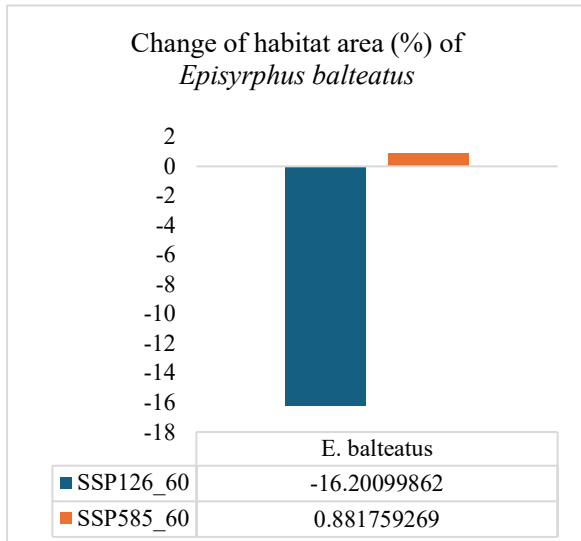 Change of habitat area (%) of
Episyrphus balteatus
2
0
-2
-4
-6
-8
-10
-12
-14
-16
-18
E. balteatus
SSP126_60 -16.20099862
SSP585_60 0.881759269